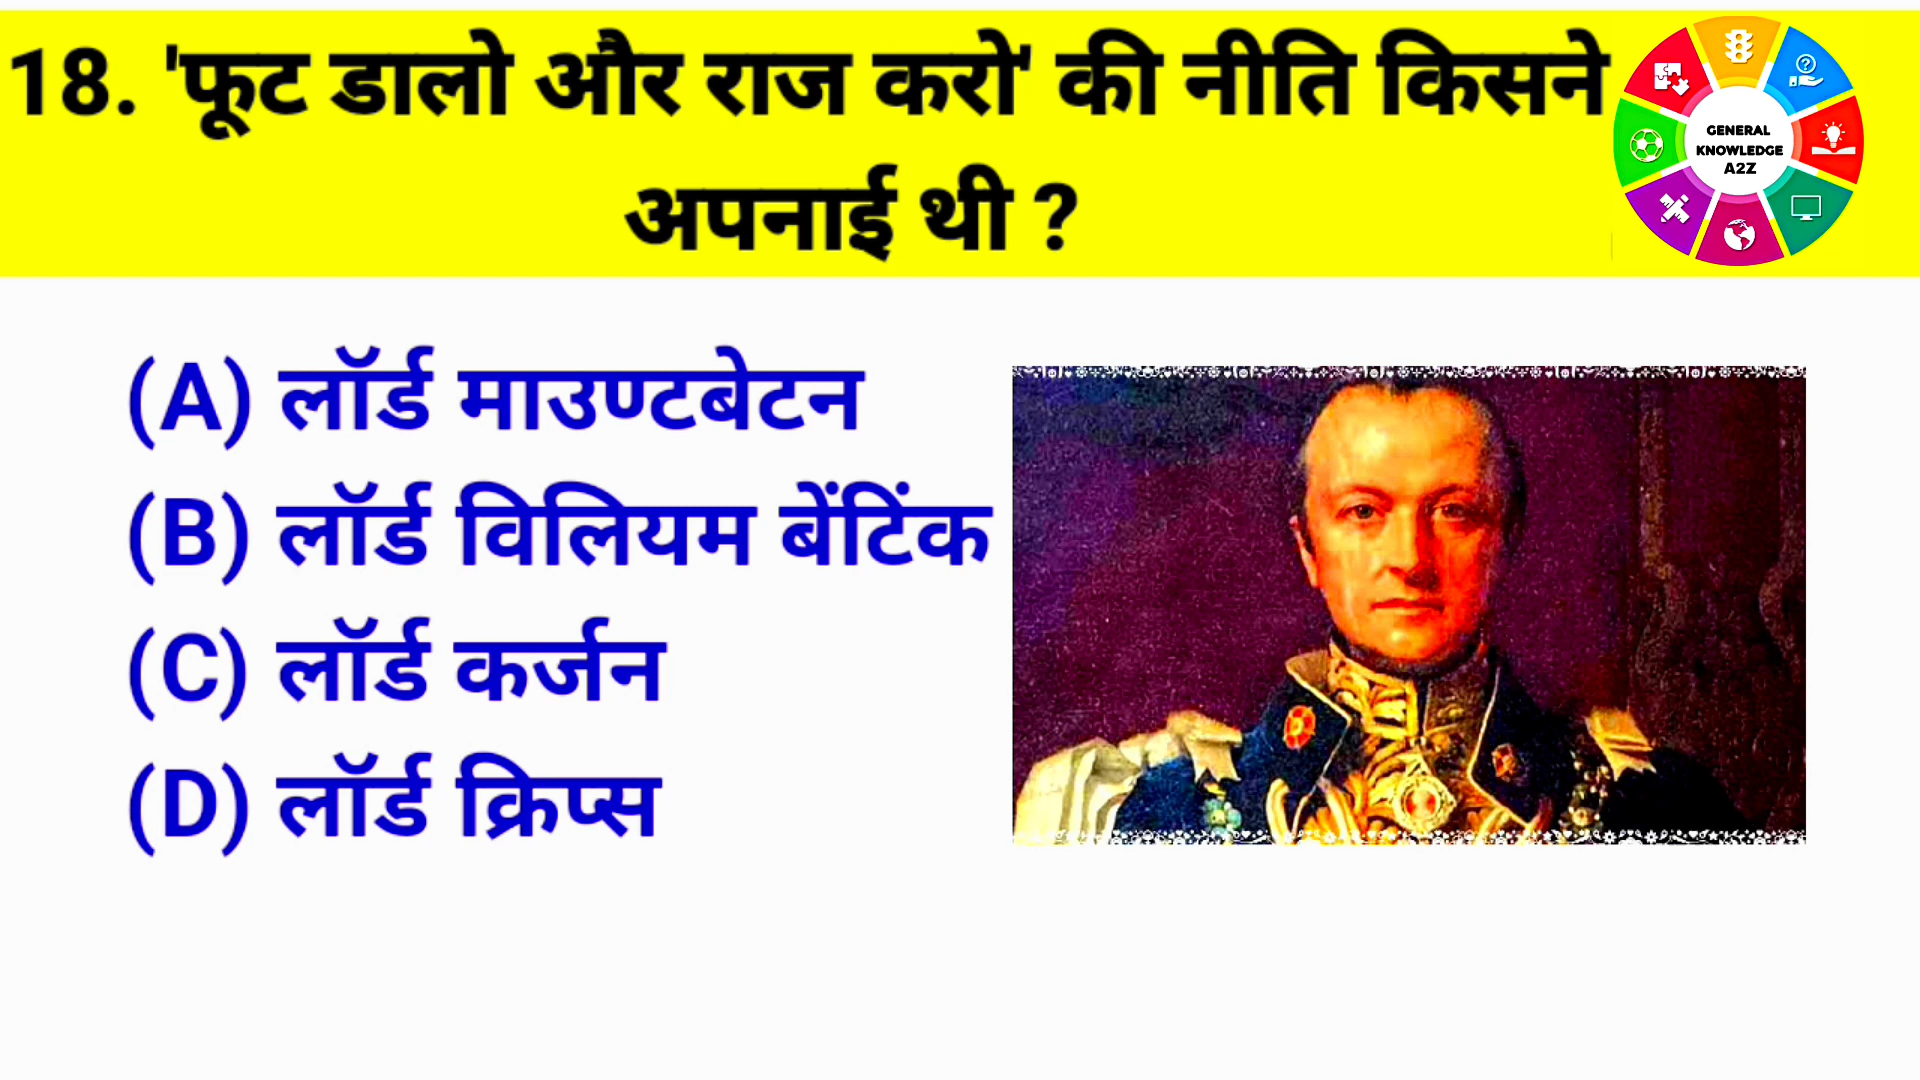 18. 'फूट डालो और राज करो' की नीति किसने
अपनाई थी ?
GENERAL
KNOWLEDGE
A2Z
(A) लॉर्ड माउण्टबेटन
(B) लॉर्ड विलियम बेंटिंक
(C) लॉर्ड कर्जन
(D) लॉर्ड क्रिप्स